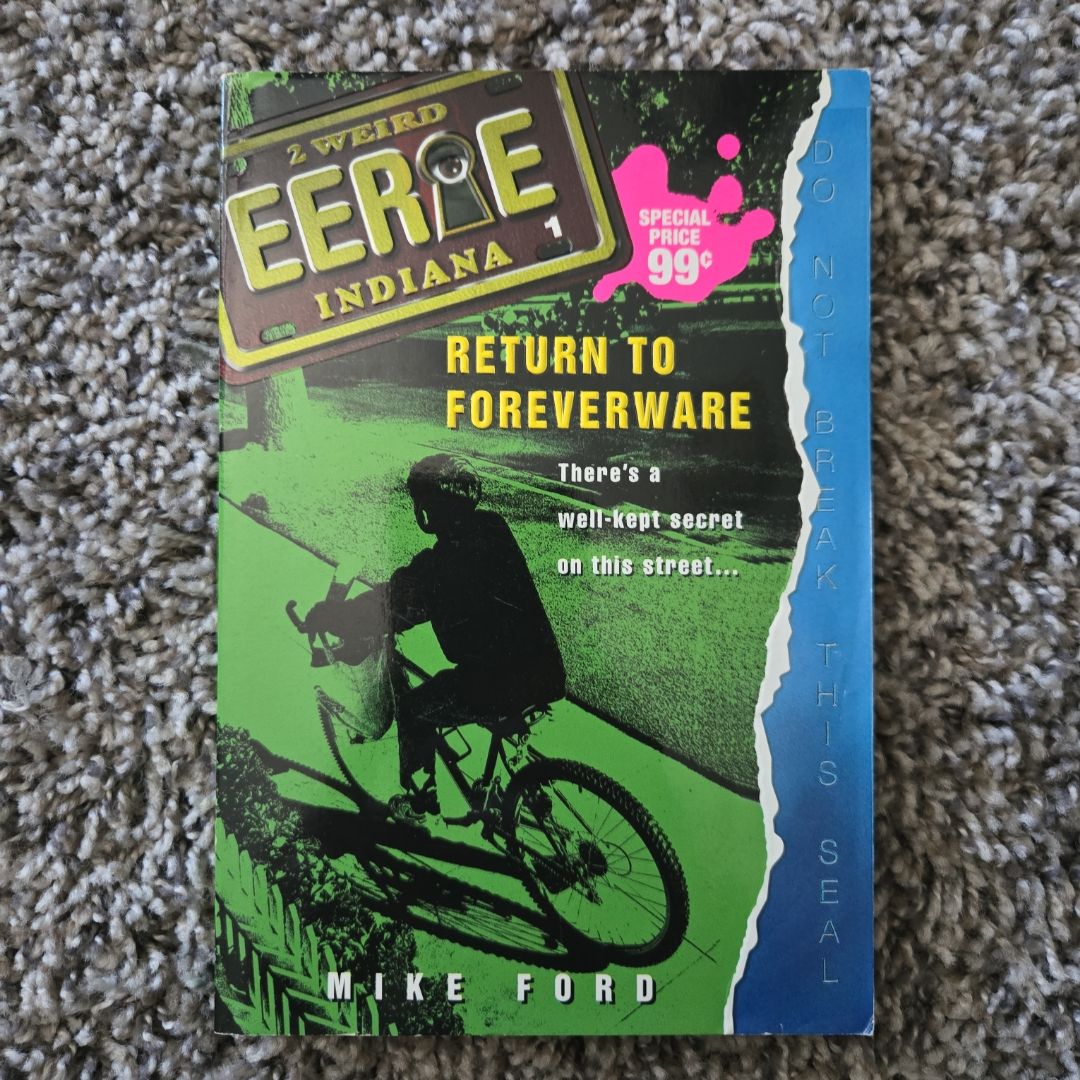 2 WEIRD
EERIE
1
INDIANA
SPECIAL
PRICE
99¢
RETURN TO
FOREVERWARE
There's a
well-kept secret
on this street...
MIKE FORD
DO NOT BREAK THIS SEAL